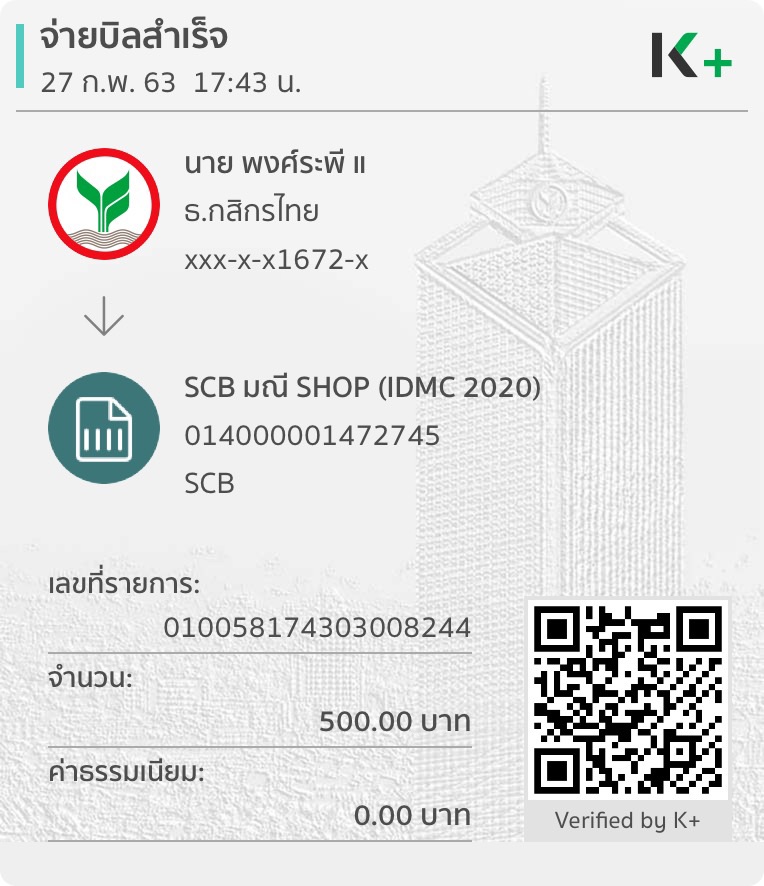 จ่ายบิลสำเร็จ
27 ก.พ. 63 17:43 น.
K+
นาย พงศ์ระพี แ
ธ.กสิกรไทย
xxx-x-x1672-x
SCB มณี SHOP (IDMC 2020)
014000001472745
SCB
เลขที่รายการ:
010058174303008244
จำนวน:
500.00 บาท
ค่าธรรมเนียม:
0.00 บาท
Verified by K+